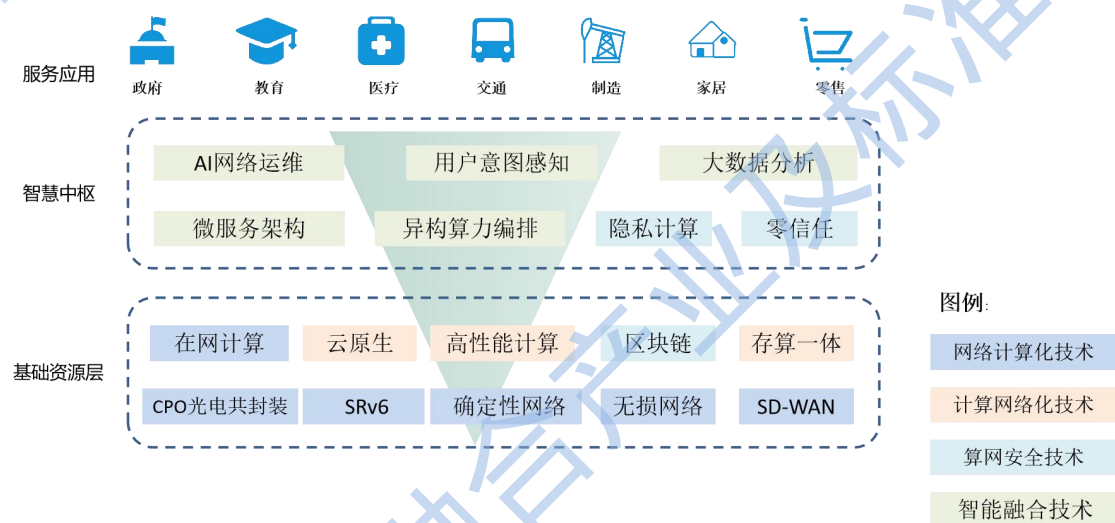 服务应用
政府 教育 医疗 交通 制造 家居 零售
智慧中枢
AI网络运维 用户意图感知 大数据分析
微服务架构 异构算力编排 隐私计算 零信任
基础资源层
在网计算 云原生 高性能计算 区块链 存算一体
CPO光电共封装 SRv6 确定性网络 无损网络 SD-WAN
图例:
网络计算化技术
计算网络化技术
算网安全技术
智能融合技术
合产业及标准